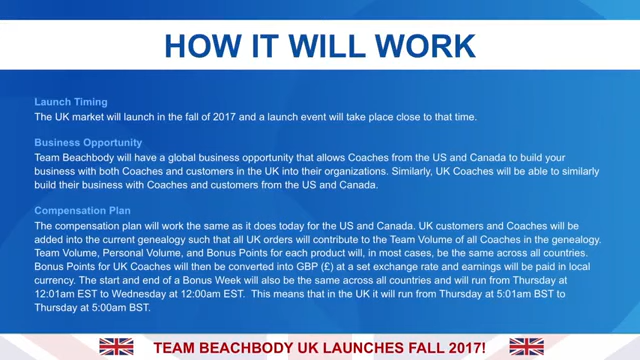 HOW IT WILL WORK
Launch Timing
The UK market will launch in the fall of 2017 and a launch event will take place close to that time.
Business Opportunity
Team Beachbody will have a global business opportunity that allows Coaches from the US and Canada to build your
business with both Coaches and customers in the UK into their organizations. Similarly, UK Coaches will be able to similarly
build their business with Coaches and customers from the US and Canada.
Compensation Plan
The compensation plan will work the same as it does today for the US and Canada. UK customers and Coaches will be
added into the current genealogy such that all UK orders will contribute to the Team Volume of all Coaches in the genealogy.
Team Volume, Personal Volume, and Bonus Points for each product will, in most cases, be the same across all countries.
Bonus Points for UK Coaches will then be converted into GBP (£) at a set exchange rate and earnings will be paid in local
currency. The start and end of a Bonus Week will also be the same across all countries and will run from Thursday at
12:01am EST to Wednesday at 12:00am EST.  This means that in the UK it will run from Thursday at 5:01am BST to
Thursday at 5:00am BST.
TEAM BEACHBODY UK LAUNCHES FALL 2017!